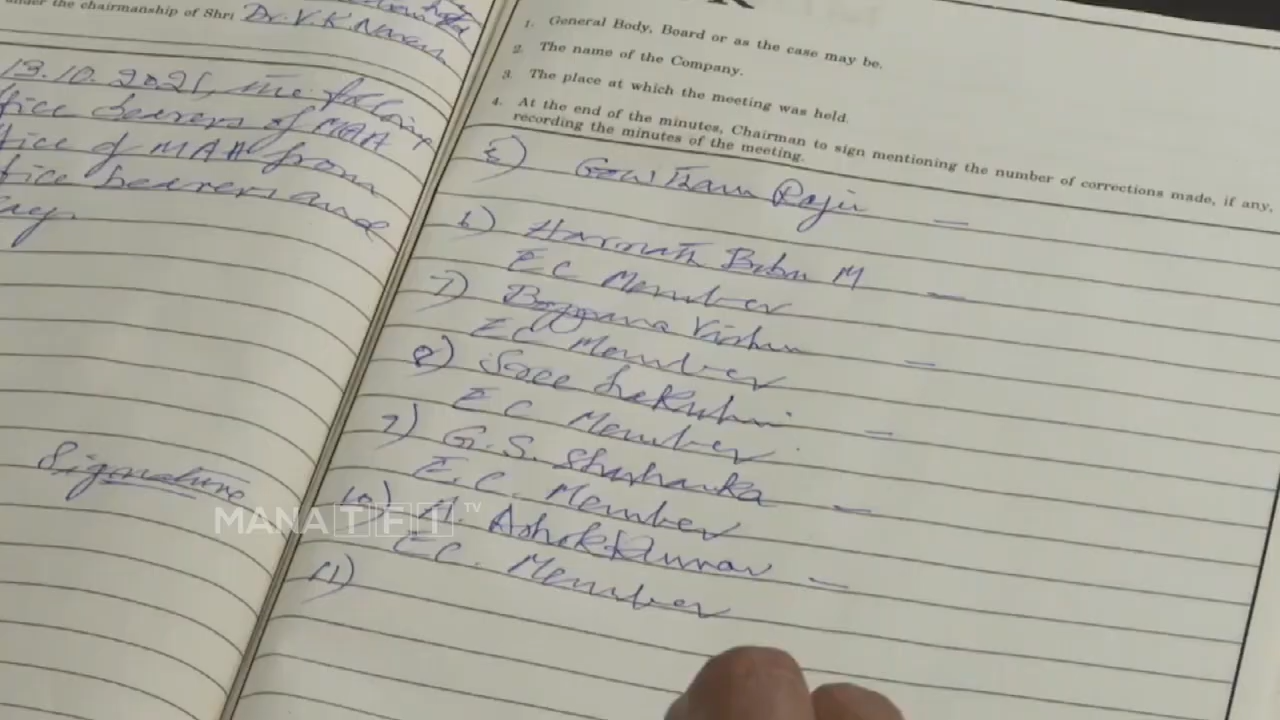 under the chairmanship of Shri Dr. V. K. Naresh
13.10.2021, the following
office bearers of MAA
office of MAA from
office bearers and
Signature
1. General Body, Board or as the case may be.
2. The name of the Company.
3. The place at which the meeting was held.
4. At the end of the minutes, Chairman to sign mentioning the number of corrections made, if any,
recording the minutes of the meeting.
5) Gowtham Raju —
6) Harinath Babu M —
EC Member
7) Boppana Vishnu —
EC Member
8) Sree Lakshmi —
EC Member
9) G. S. Shashanka —
E. C. Member
10) M. Ashok Kumar —
EC. Member
11)
MANA TFI TV